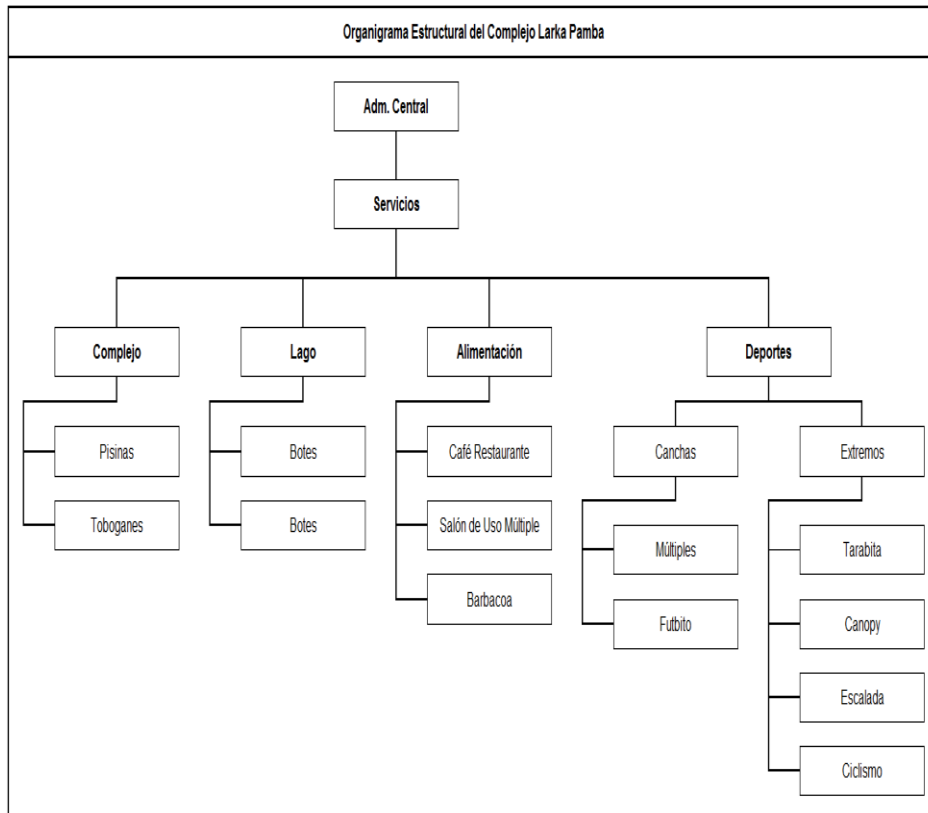 Organigrama Estructural del Complejo Larka Pamba
Adm. Central
Servicios
Complejo
Lago
Alimentación
Deportes
Pisinas
Botes
Café Restaurante
Canchas
Extremos
Toboganes
Botes
Salón de Uso Múltiple
Múltiples
Tarabita
Barbacoa
Futbito
Canopy
Escalada
Ciclismo